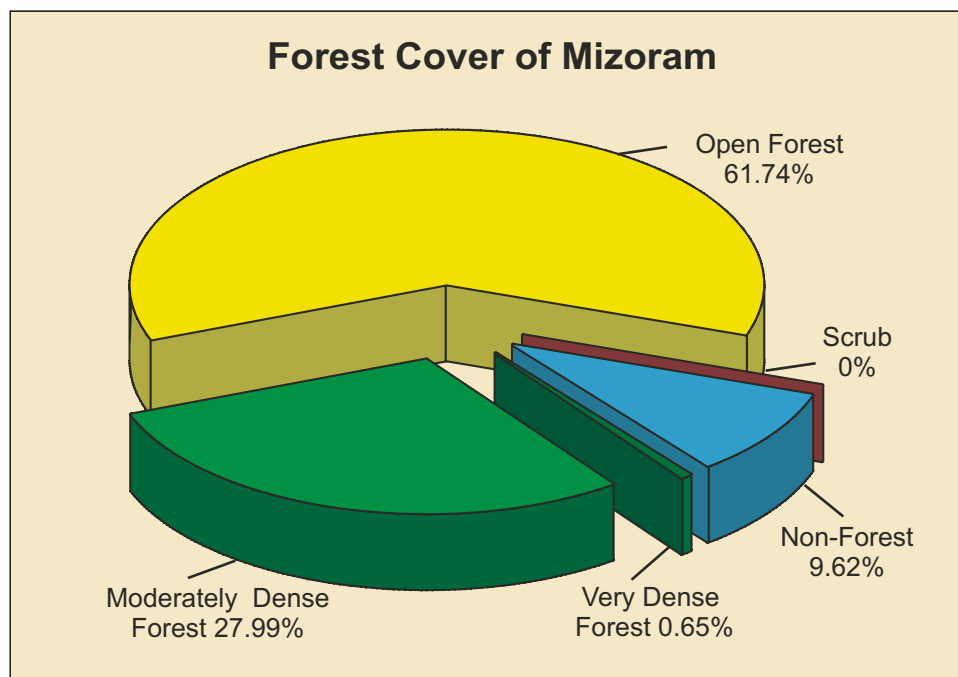 Forest Cover of Mizoram
Open Forest
61.74%
Scrub
0%
Non-Forest
9.62%
Very Dense
Forest 0.65%
Moderately Dense
Forest 27.99%